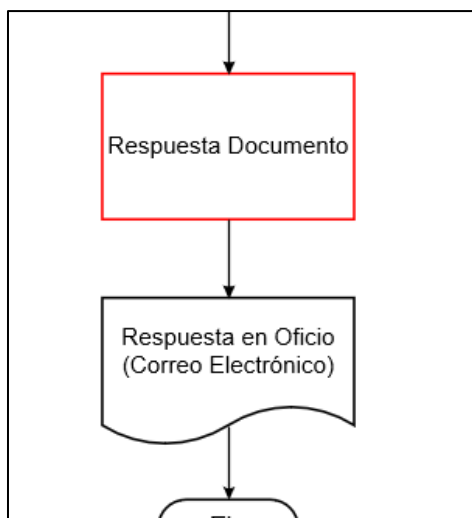 Respuesta Documento
Respuesta en Oficio
(Correo Electrónico)